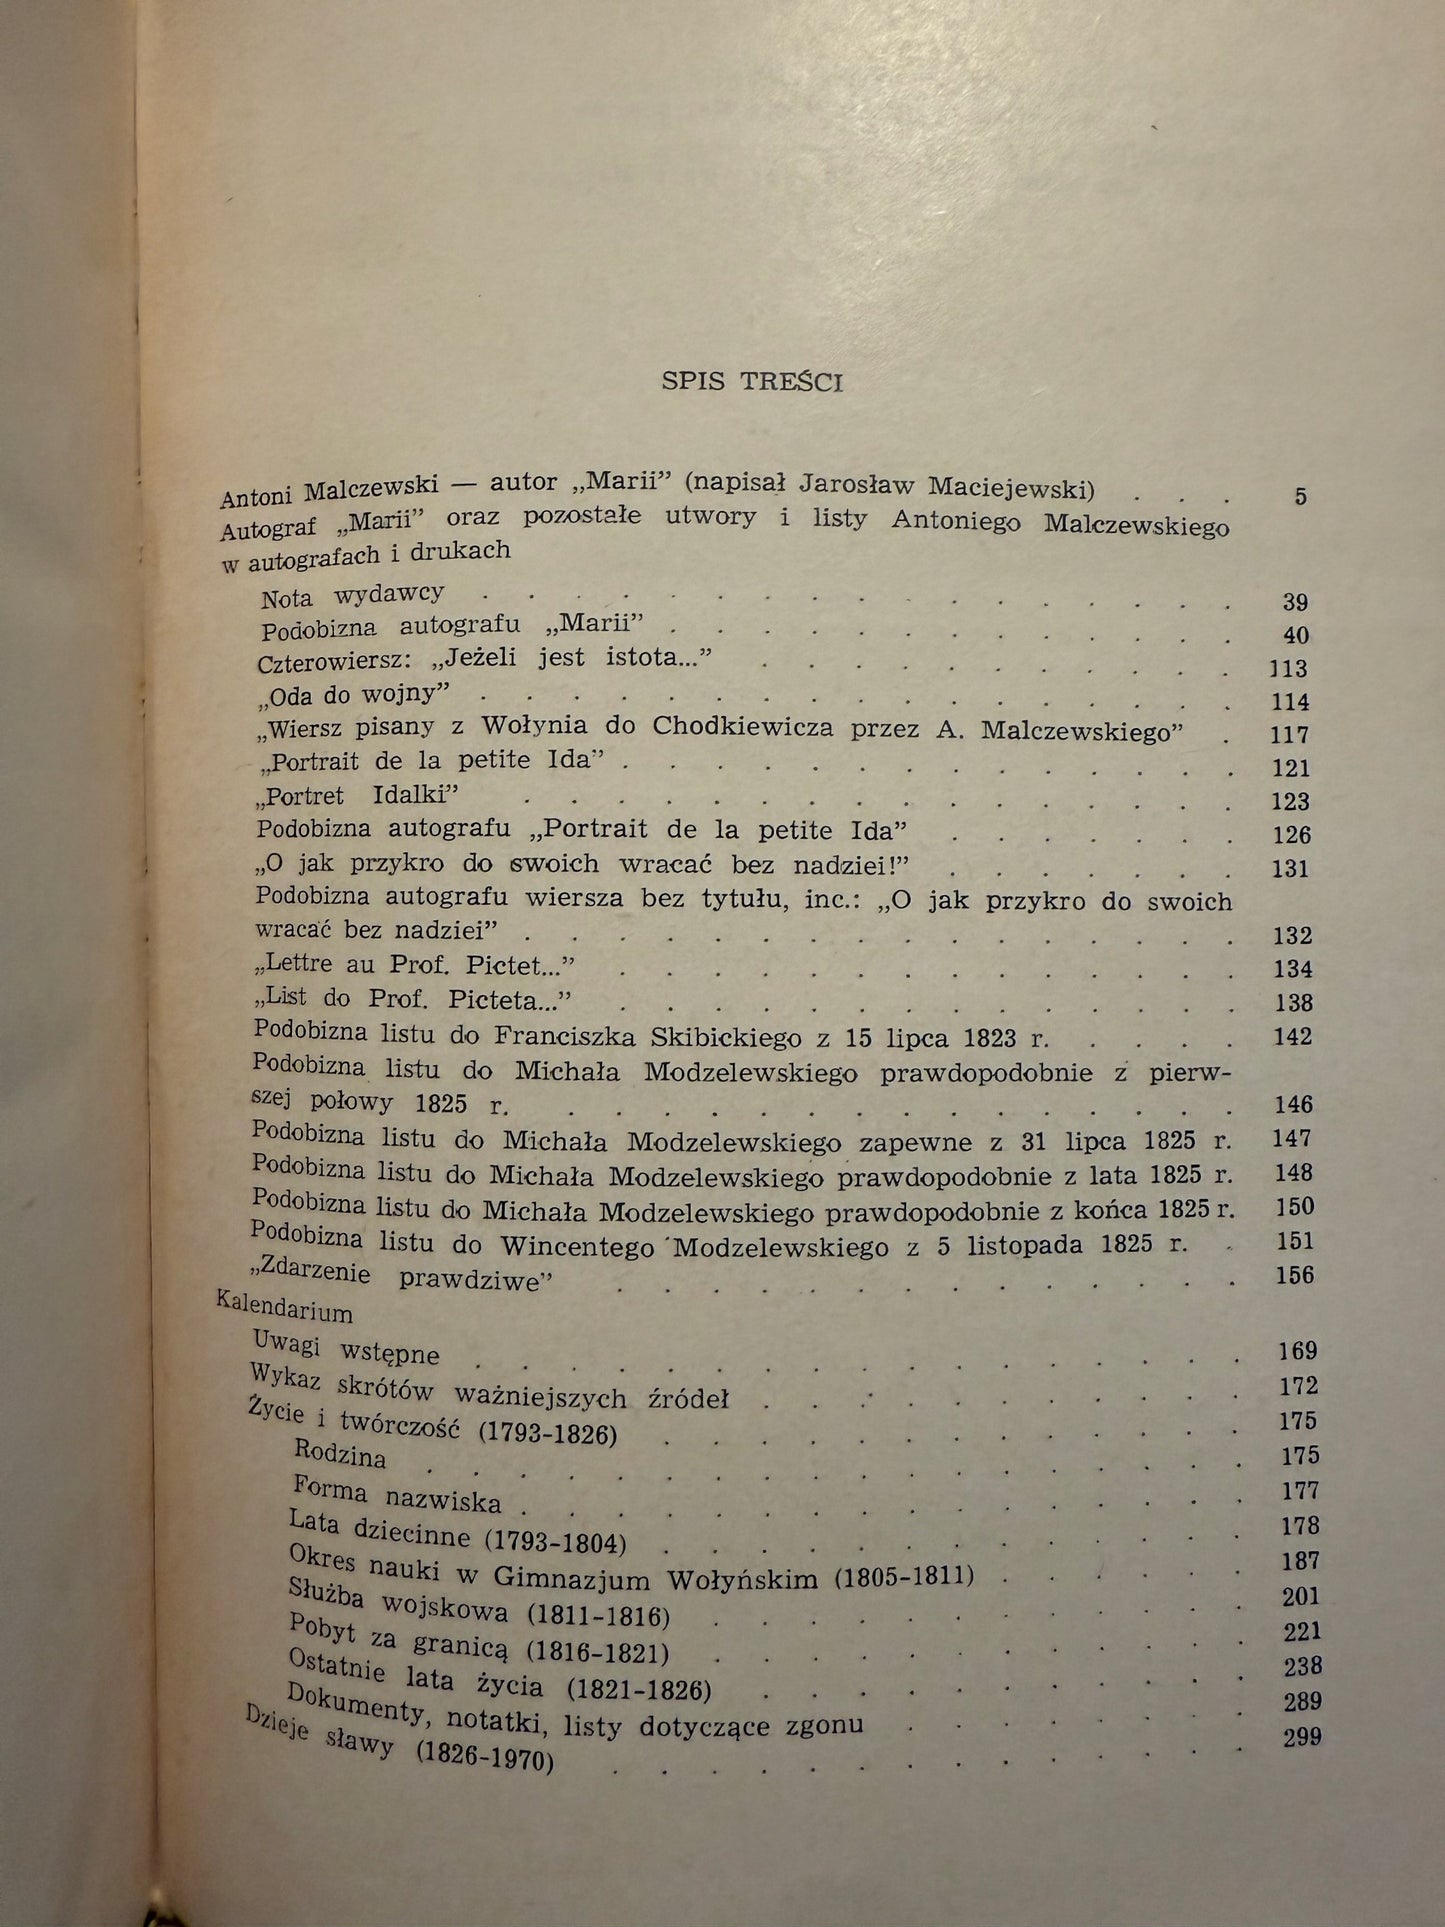 SPIS TREŚCI
Antoni Malczewski — autor „Marii” (napisał Jarosław Maciejewski) . . . 5
Autograf „Marii” oraz pozostałe utwory i listy Antoniego Malczewskiego
w autografach i drukach
Nota wydawcy . . . . . . . . . . . . . . . . 39
Podobizna autografu „Marii” . . . . . . . . . . . . 40
Czterowiersz: „Jeżeli jest istota...” . . . . . . . . . . 113
„Oda do wojny” . . . . . . . . . . . . . . . . 114
„Wiersz pisany z Wołynia do Chodkiewicza przez A. Malczewskiego” . 117
„Portrait de la petite Ida” . . . . . . . . . . . . . 121
„Portret Idalki” . . . . . . . . . . . . . . . 123
Podobizna autografu „Portrait de la petite Ida” . . . . . . 126
„O jak przykro do swoich wracać bez nadziei!” . . . . . . 131
Podobizna autografu wiersza bez tytułu, inc.: „O jak przykro do swoich
wracać bez nadziei” . . . . . . . . . . . . . . . 132
„Lettre au Prof. Pictet...” . . . . . . . . . . . . . 134
„List do Prof. Picteta...” . . . . . . . . . . . . . 138
Podobizna listu do Franciszka Skibickiego z 15 lipca 1823 r. . . . . 142
Podobizna listu do Michała Modzelewskiego prawdopodobnie z pierw-
szej połowy 1825 r. . . . . . . . . . . . . . . . 146
Podobizna listu do Michała Modzelewskiego zapewne z 31 lipca 1825 r. 147
Podobizna listu do Michała Modzelewskiego prawdopodobnie z lata 1825 r. 148
Podobizna listu do Michała Modzelewskiego prawdopodobnie z końca 1825 r. 150
Podobizna listu do Wincentego Modzelewskiego z 5 listopada 1825 r. . 151
„Zdarzenie prawdziwe” . . . . . . . . . . . . . 156
Kalendarium
Uwagi wstępne . . . . . . . . . . . . . . . . 169
Wykaz skrótów ważniejszych źródeł . . . . . . . . . . 172
Życie i twórczość (1793-1826) . . . . . . . . . . . . 175
Rodzina . . . . . . . . . . . . . . . . . 175
Forma nazwiska . . . . . . . . . . . . . . . 177
Lata dziecinne (1793-1804) . . . . . . . . . . . . 178
Okres nauki w Gimnazjum Wołyńskim (1805-1811) . . . . . 187
Służba wojskowa (1811-1816) . . . . . . . . . . . 201
Pobyt za granicą (1816-1821) . . . . . . . . . . . 221
Ostatnie lata życia (1821-1826) . . . . . . . . . . 238
Dokumenty, notatki, listy dotyczące zgonu . . . . . . . 289
Dzieje sławy (1826-1970) . . . . . . . . . . . . . 299